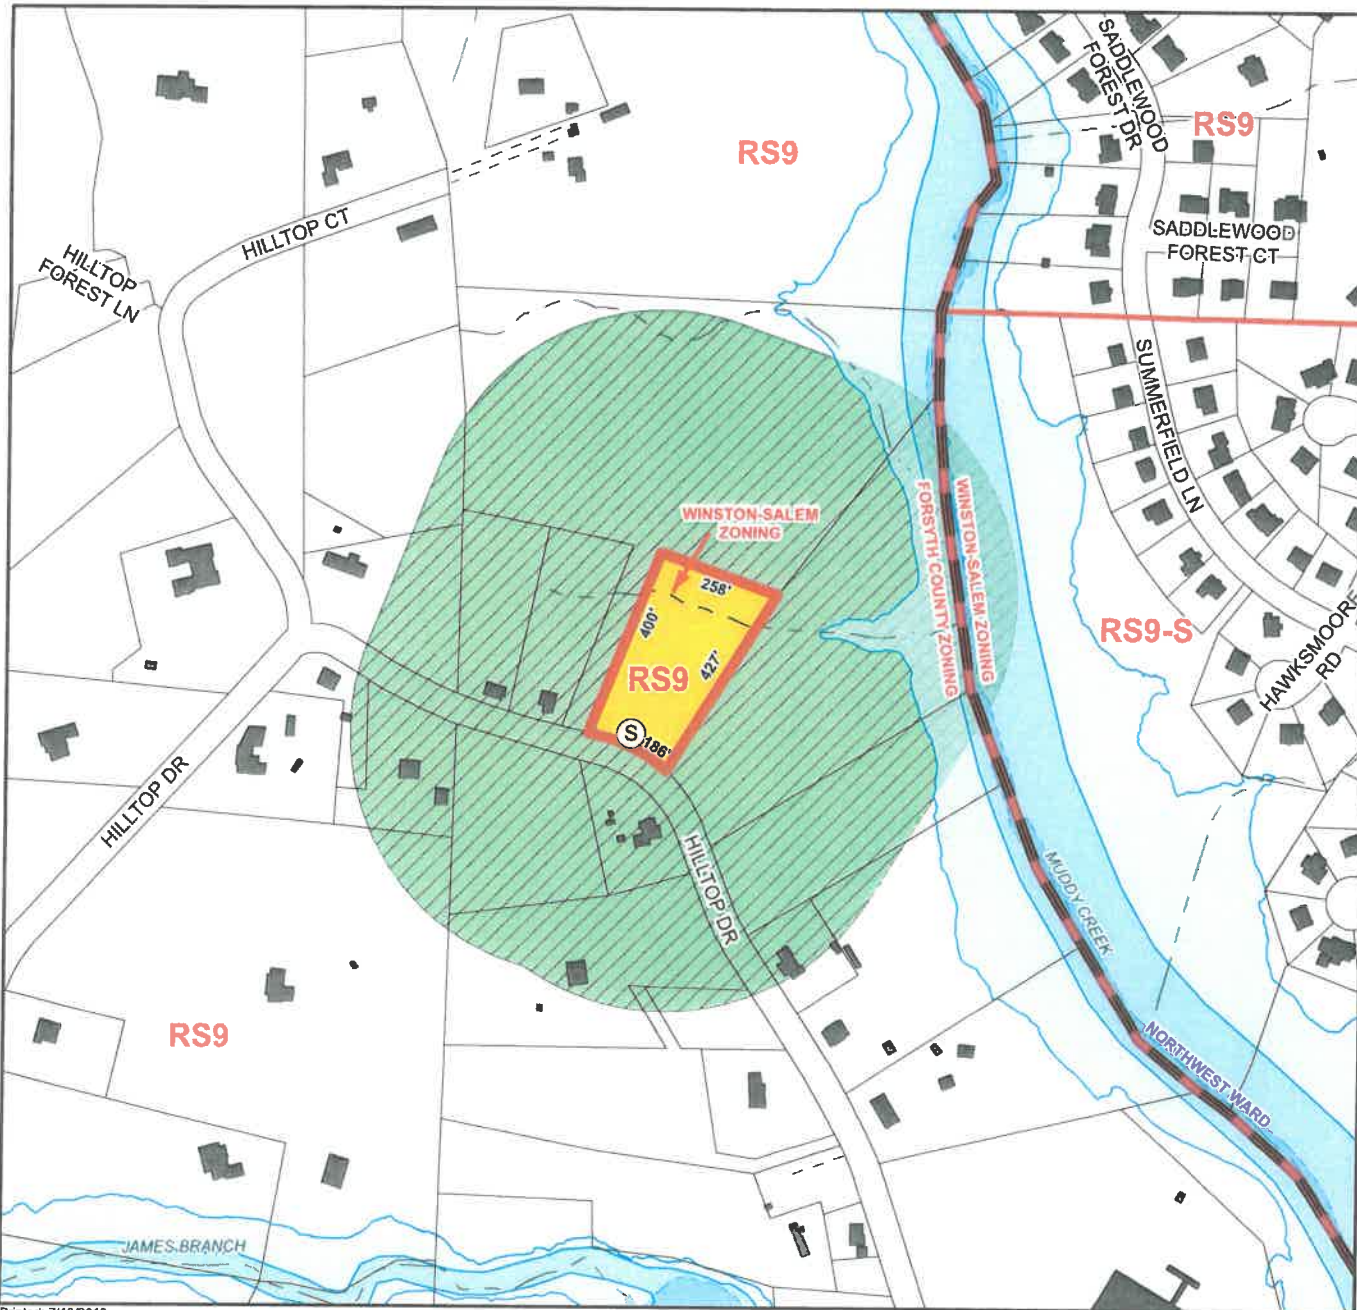 SADDLEWOOD
FOREST DR
RS9
RS9
HILLTOP CT
SADDLEWOOD
FOREST CT
HILLTOP
FOREST LN
SUMMERFIELD LN
WINSTON-SALEM
ZONING
FORSYTH COUNTY ZONING
WINSTON-SALEM ZONING
258'
400'
427'
RS9
S
186'
RS9-S
HAWKSMOORE
RD
HILLTOP DR
HILLTOP DR
MUDDY CREEK
RS9
NORTHWEST WARD
JAMES BRANCH